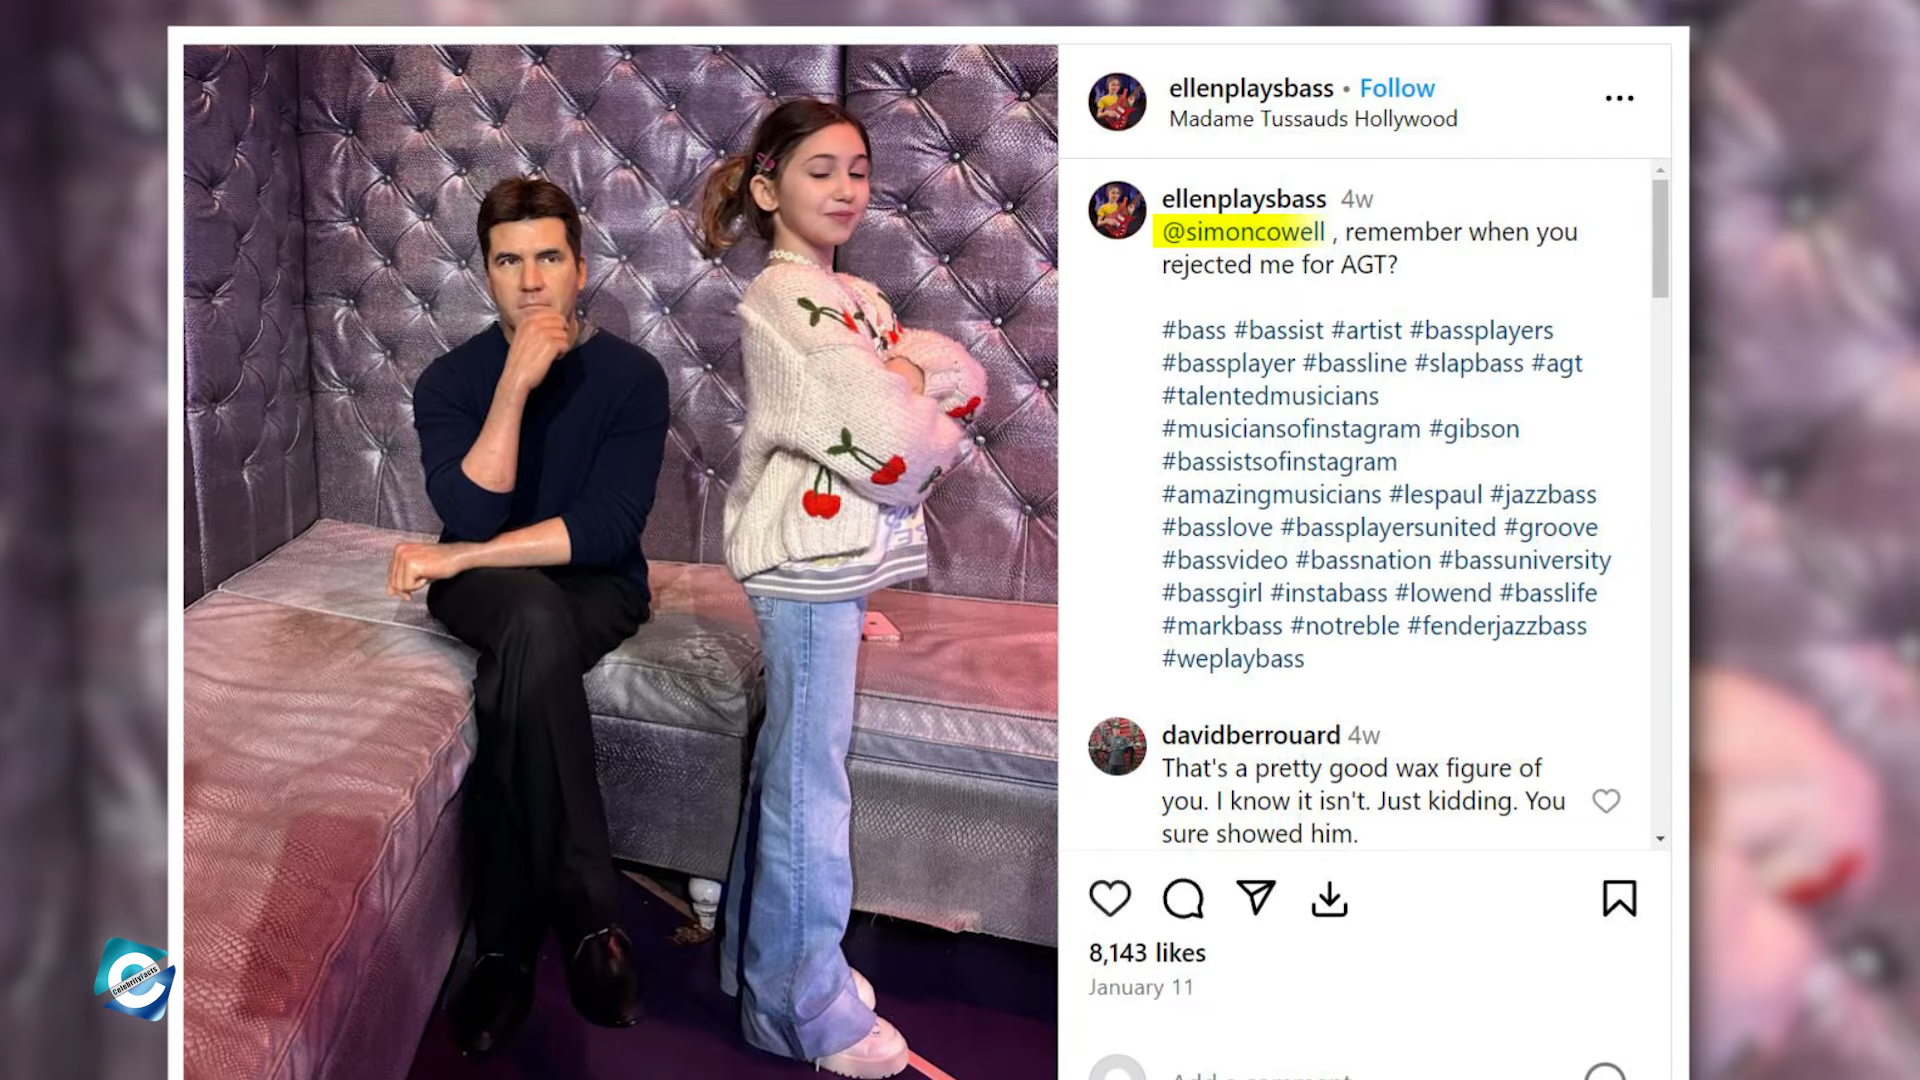 ellenplaysbass • Follow
Madame Tussauds Hollywood
ellenplaysbass 4w
@simoncowell , remember when you
rejected me for AGT?
#bass #bassist #artist #bassplayers
#bassplayer #bassline #slapbass #agt
#talentedmusicians
#musiciansofinstagram #gibson
#bassistsofinstagram
#amazingmusicians #lespaul #jazzbass
#basslove #bassplayersunited #groove
#bassvideo #bassnation #bassuniversity
#bassgirl #instabass #lowend #basslife
#markbass #notreble #fenderjazzbass
#weplaybass
davidberrouard 4w
That's a pretty good wax figure of
you. I know it isn't. Just kidding. You
sure showed him.
8,143 likes
January 11
Add a comment
CelebrityFacts